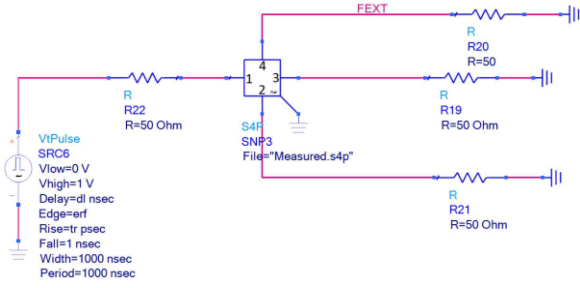 FEXT
R
R20
R=50
4
1
3
2
~
R
R22
R=50 Ohm
R
R19
R=50 Ohm
S4P
SNP3
File="Measured.s4p"
VtPulse
SRC6
Vlow=0 V
Vhigh=1 V
Delay=dl nsec
Edge=erf
Rise=tr psec
Fall=1 nsec
Width=1000 nsec
Period=1000 nsec
R
R21
R=50 Ohm